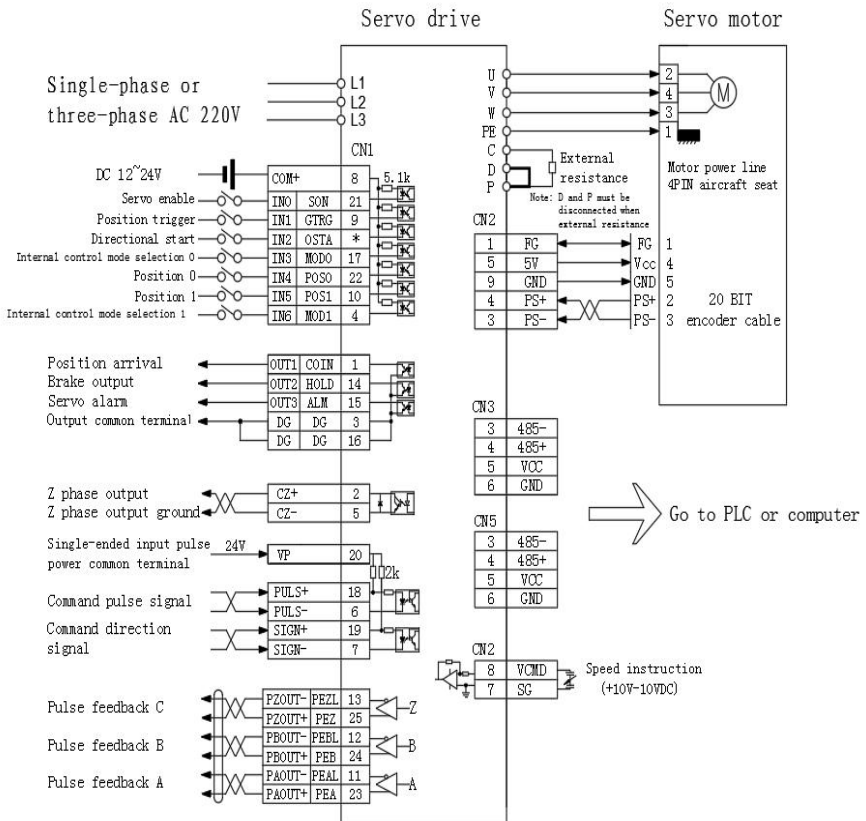 Servo drive
Servo motor
Single-phase or
three-phase AC 220V
L1
L2
L3
U
V
W
PE
C
D
P
2
4
3
1
M
External
resistance
Note: D and P must be
disconnected when
external resistance
Motor power line
4PIN aircraft seat
CN1
DC 12~24V
COM+ 8 5.1k
Servo enable IN0 SON 21
Position trigger IN1 GTRG 9
Directional start IN2 OSTA *
Internal control mode selection 0 IN3 MOD0 17
Position 0 IN4 POS0 22
Position 1 IN5 POS1 10
Internal control mode selection 1 IN6 MOD1 4
CN2
1 FG FG 1
5 5V Vcc 4
9 GND GND 5
4 PS+ PS+ 2
3 PS- PS- 3
20 BIT
encoder cable
Position arrival OUT1 COIN 1
Brake output OUT2 HOLD 14
Servo alarm OUT3 ALM 15
Output common terminal DG DG 3
DG DG 16
CN3
3 485-
4 485+
5 VCC
6 GND
Z phase output CZ+ 2
Z phase output ground CZ- 5
Go to PLC or computer
CN5
3 485-
4 485+
5 VCC
6 GND
Single-ended input pulse
power common terminal
24V VP 20
2k
Command pulse signal
PULS+ 18
PULS- 6
Command direction
signal
SIGN+ 19
SIGN- 7
CN2
8 VCMD
7 SG
Speed instruction
(+10V-10VDC)
Pulse feedback C
PZOUT- PEZL 13
PZOUT+ PEZ 25
Z
Pulse feedback B
PBOUT- PEBL 12
PBOUT+ PEB 24
B
Pulse feedback A
PAOUT- PEAL 11
PAOUT+ PEA 23
A